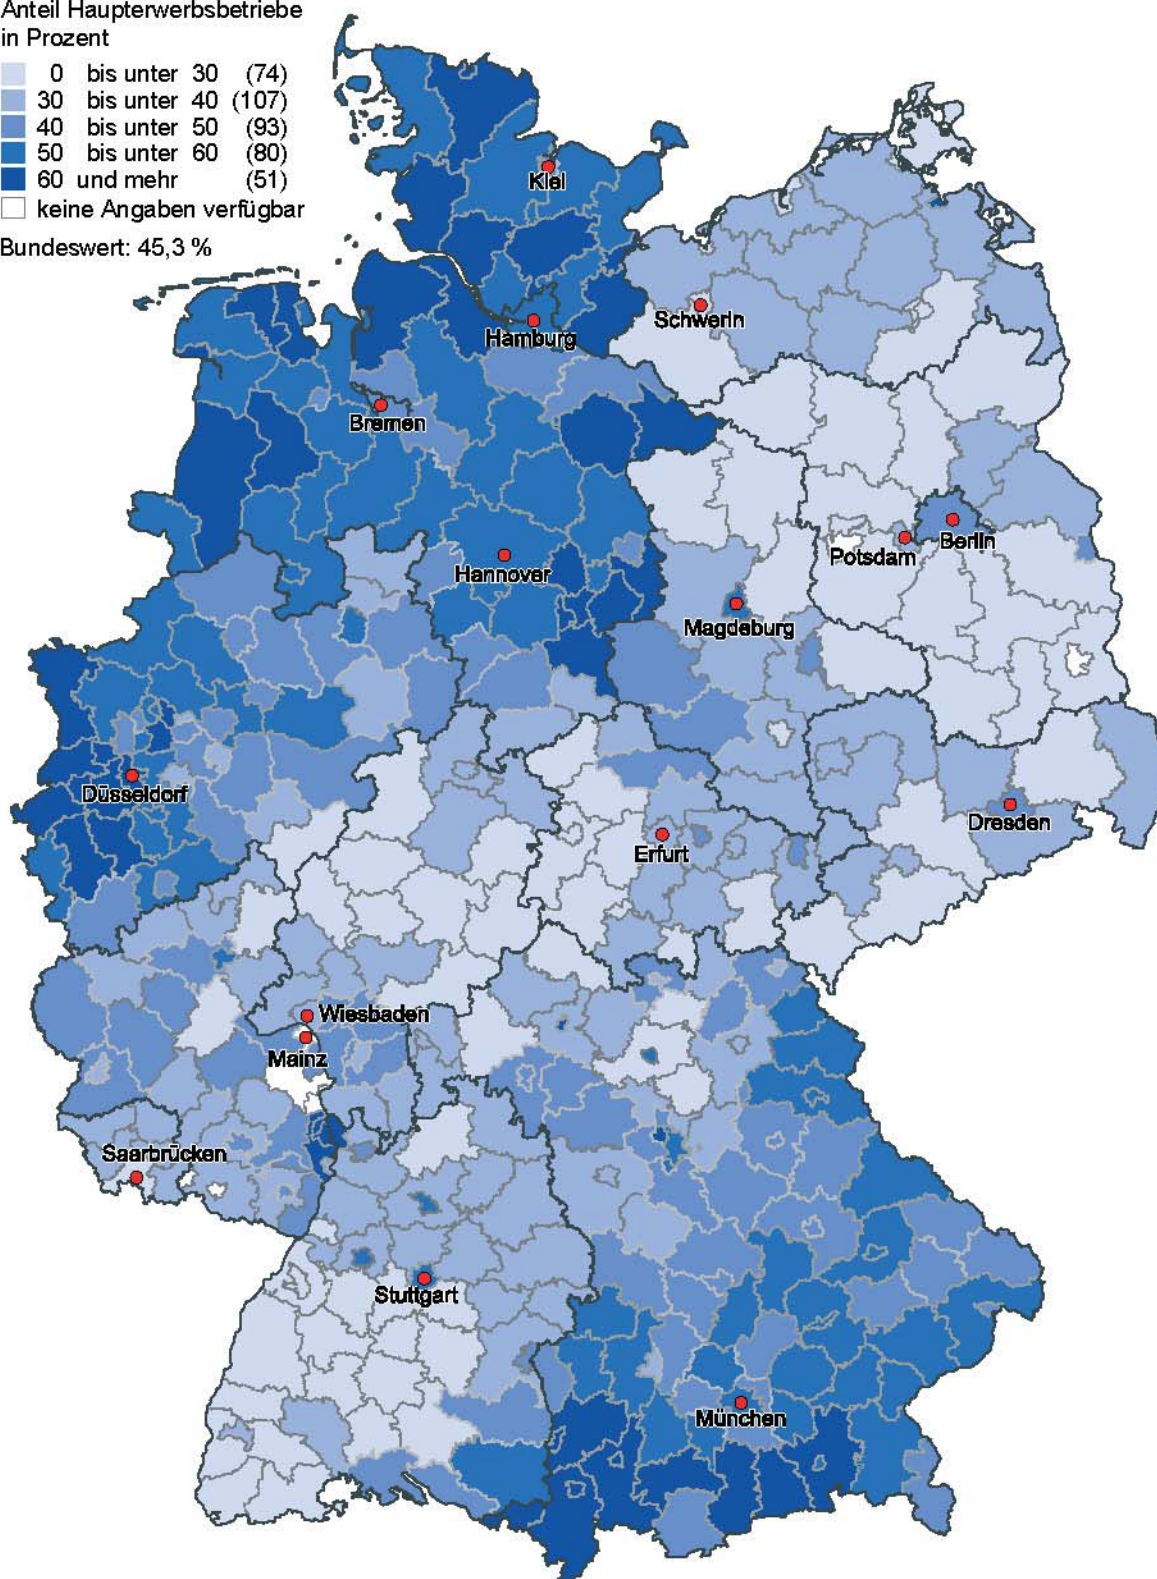 Anteil Haupterwerbsbetriebe
in Prozent
0 bis unter 30 (74)
30 bis unter 40 (107)
40 bis unter 50 (93)
50 bis unter 60 (80)
60 und mehr (51)
keine Angaben verfügbar
Bundeswert: 45,3 %
Kiel
Schwerin
Hamburg
Bremen
Berlin
Potsdam
Hannover
Magdeburg
Düsseldorf
Dresden
Erfurt
Wiesbaden
Mainz
Saarbrücken
Stuttgart
München